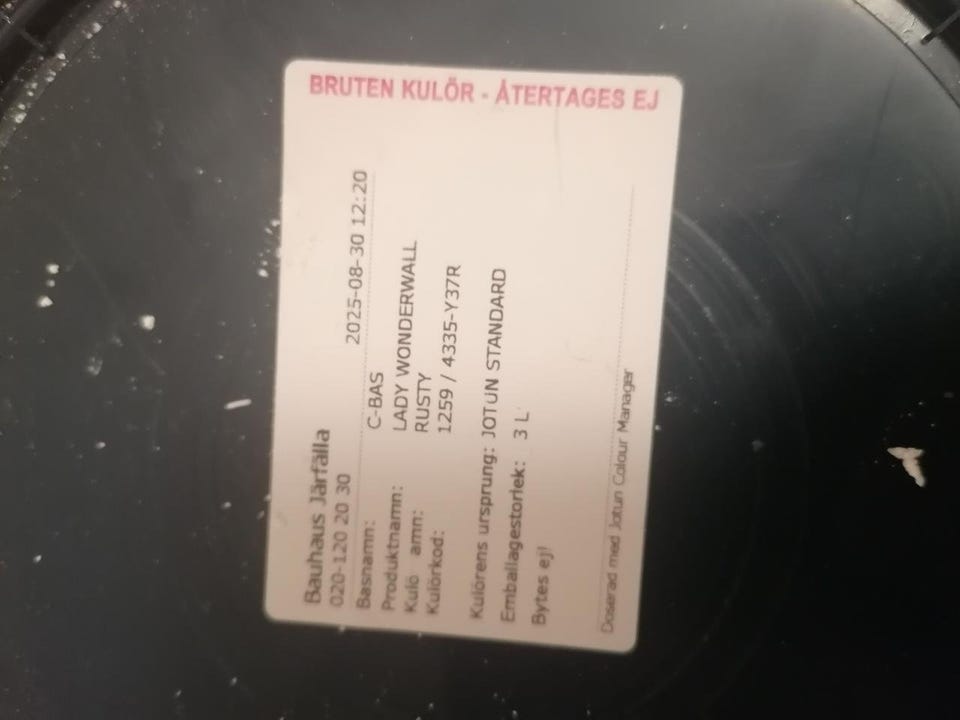 BRUTEN KULÖR - ÅTERTAGES EJ
Bauhaus Järfälla
020-120 20 30 2025-08-30 12:20
Basnamn: C-BAS
Produktnamn: LADY WONDERWALL
Kulö amn: RUSTY
Kulörkod: 1259 / 4335-Y37R
Kulörens ursprung: JOTUN STANDARD
Emballagestorlek: 3 L
Bytes ej!
Doserad med Jotun Colour Manager